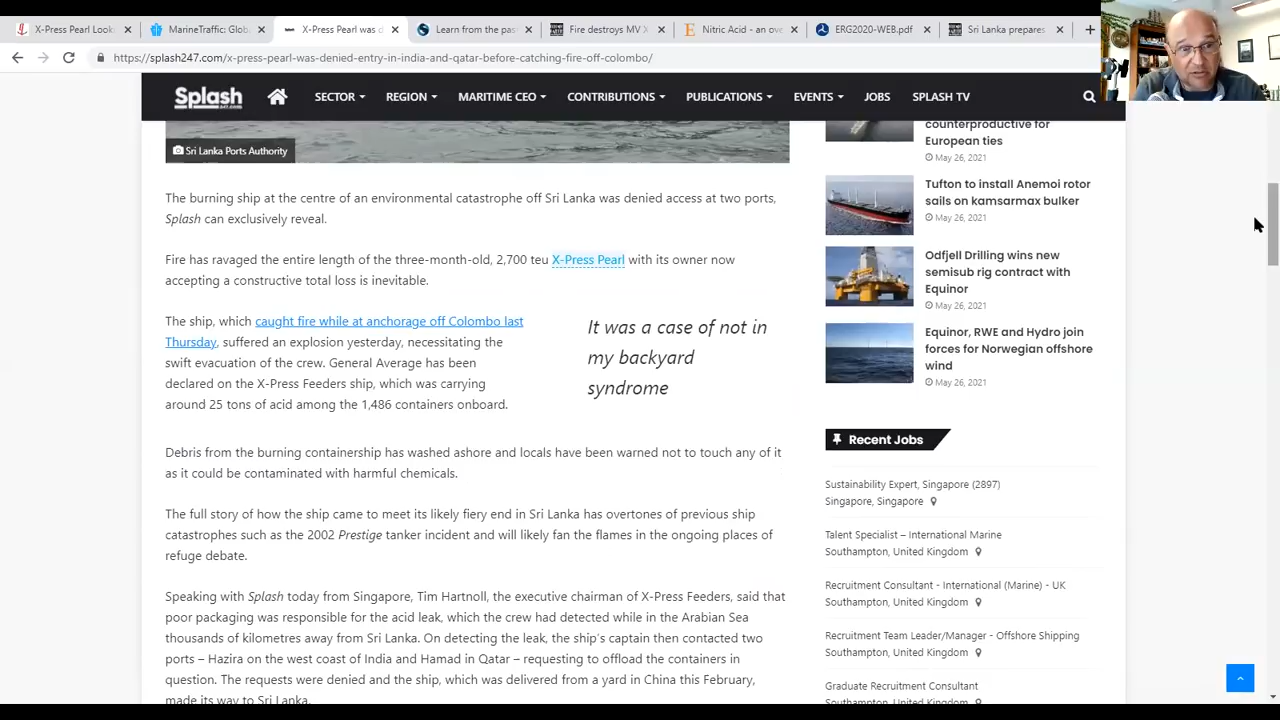 X-Press Pearl Look
MarineTraffic: Glob
X-Press Pearl was d
Learn from the pas
Fire destroys MV X
Nitric Acid - an ove
ERG2020-WEB.pdf
Sri Lanka prepares
https://splash247.com/x-press-pearl-was-denied-entry-in-india-and-qatar-before-catching-fire-off-colombo/
Splash
SECTOR
REGION
MARITIME CEO
CONTRIBUTIONS
PUBLICATIONS
EVENTS
JOBS
SPLASH TV
Sri Lanka Ports Authority
The burning ship at the centre of an environmental catastrophe off Sri Lanka was denied access at two ports,
Splash can exclusively reveal.
Fire has ravaged the entire length of the three-month-old, 2,700 teu X-Press Pearl with its owner now
accepting a constructive total loss is inevitable.
The ship, which caught fire while at anchorage off Colombo last
Thursday, suffered an explosion yesterday, necessitating the
swift evacuation of the crew. General Average has been
declared on the X-Press Feeders ship, which was carrying
around 25 tons of acid among the 1,486 containers onboard.
It was a case of not in
my backyard
syndrome
Debris from the burning containership has washed ashore and locals have been warned not to touch any of it
as it could be contaminated with harmful chemicals.
The full story of how the ship came to meet its likely fiery end in Sri Lanka has overtones of previous ship
catastrophes such as the 2002 Prestige tanker incident and will likely fan the flames in the ongoing places of
refuge debate.
Speaking with Splash today from Singapore, Tim Hartnoll, the executive chairman of X-Press Feeders, said that
poor packaging was responsible for the acid leak, which the crew had detected while in the Arabian Sea
thousands of kilometres away from Sri Lanka. On detecting the leak, the ship's captain then contacted two
ports – Hazira on the west coast of India and Hamad in Qatar – requesting to offload the containers in
question. The requests were denied and the ship, which was delivered from a yard in China this February,
made its way to Sri Lanka.
counterproductive for
European ties
May 26, 2021
Tufton to install Anemoi rotor
sails on kamsarmax bulker
May 26, 2021
Odfjell Drilling wins new
semisub rig contract with
Equinor
May 26, 2021
Equinor, RWE and Hydro join
forces for Norwegian offshore
wind
May 26, 2021
Recent Jobs
Sustainability Expert, Singapore (2897)
Singapore, Singapore
Talent Specialist – International Marine
Southampton, United Kingdom
Recruitment Consultant - International (Marine) - UK
Southampton, United Kingdom
Recruitment Team Leader/Manager - Offshore Shipping
Southampton, United Kingdom
Graduate Recruitment Consultant
Southampton, United Kingdom